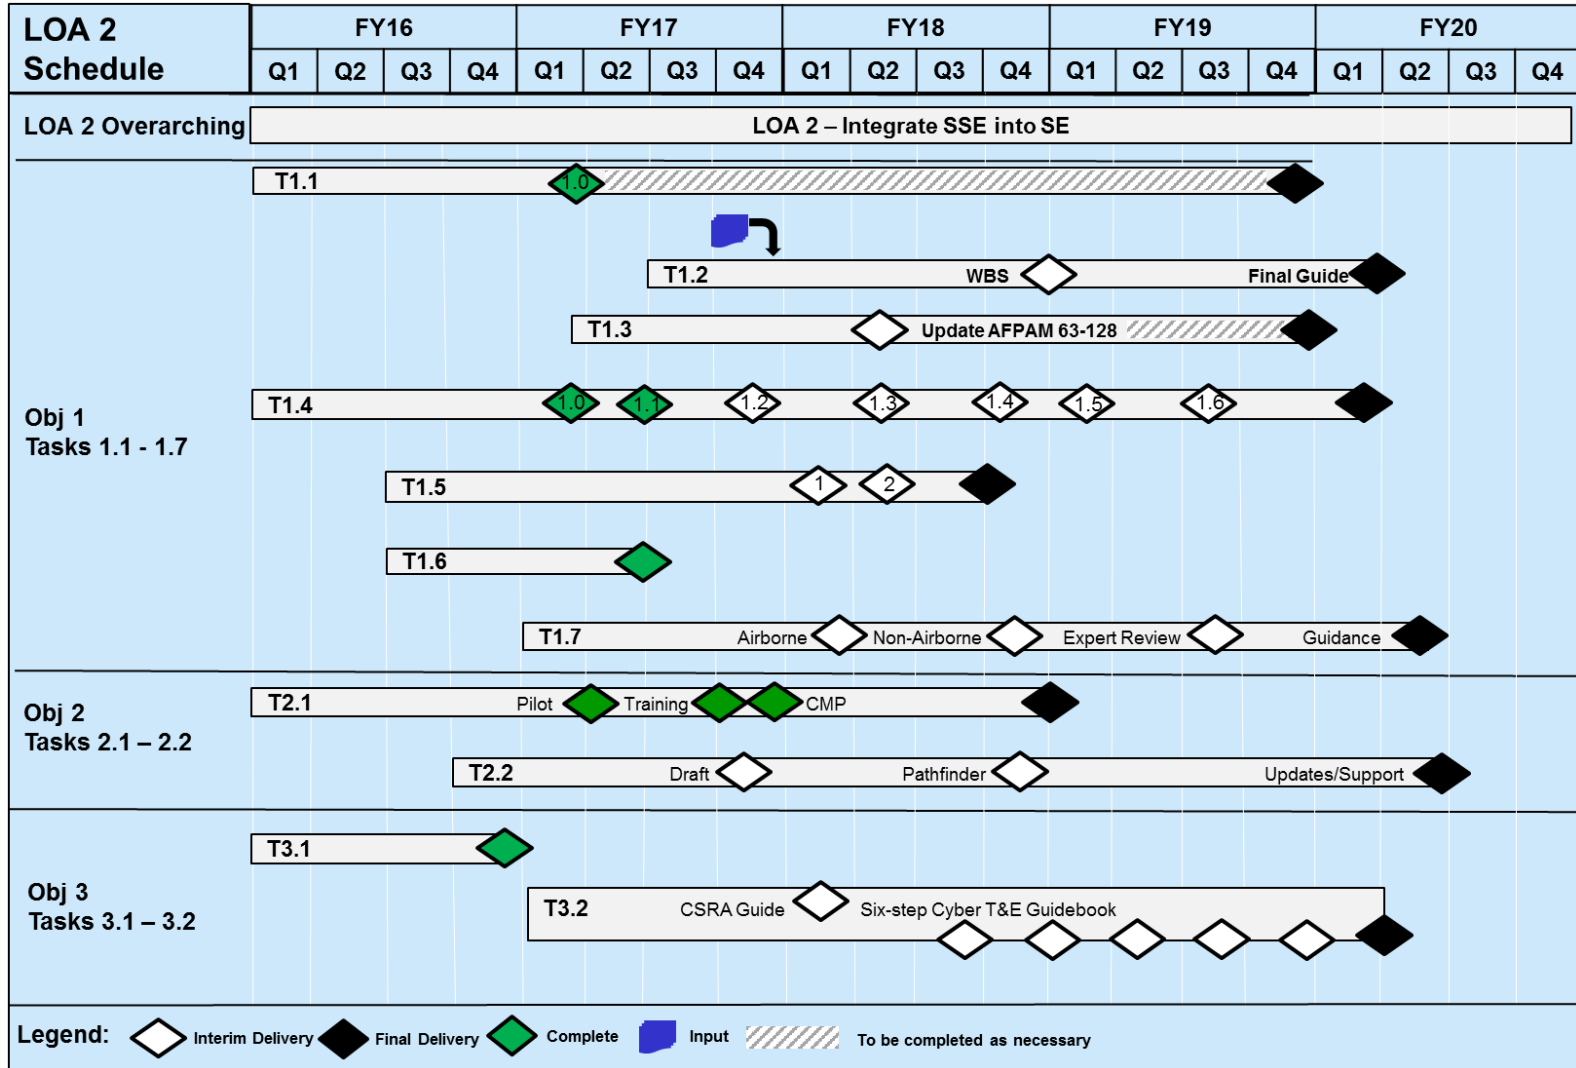 LOA 2
Schedule
FY16 FY17 FY18 FY19 FY20
Q1 Q2 Q3 Q4 Q1 Q2 Q3 Q4 Q1 Q2 Q3 Q4 Q1 Q2 Q3 Q4 Q1 Q2 Q3 Q4
LOA 2 Overarching
LOA 2 – Integrate SSE into SE
Obj 1
Tasks 1.1 - 1.7
T1.1 1.0
T1.2 WBS Final Guide
T1.3 Update AFPAM 63-128
T1.4 1.0 1.1 1.2 1.3 1.4 1.5 1.6
T1.5 1 2
T1.6
T1.7 Airborne Non-Airborne Expert Review Guidance
Obj 2
Tasks 2.1 – 2.2
T2.1 Pilot Training CMP
T2.2 Draft Pathfinder Updates/Support
Obj 3
Tasks 3.1 – 3.2
T3.1
T3.2 CSRA Guide Six-step Cyber T&E Guidebook
Legend: Interim Delivery Final Delivery Complete Input To be completed as necessary